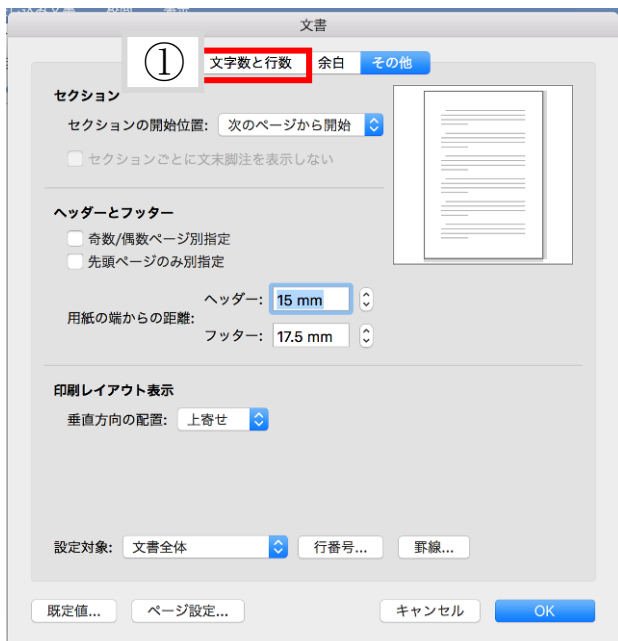 文書
① 文字数と行数 余白 その他
セクション
セクションの開始位置: 次のページから開始
セクションごとに文末脚注を表示しない
ヘッダーとフッター
奇数/偶数ページ別指定
先頭ページのみ別指定
ヘッダー: 15 mm
用紙の端からの距離:
フッター: 17.5 mm
印刷レイアウト表示
垂直方向の配置: 上寄せ
設定対象: 文書全体 行番号... 罫線...
既定値... ページ設定... キャンセル OK